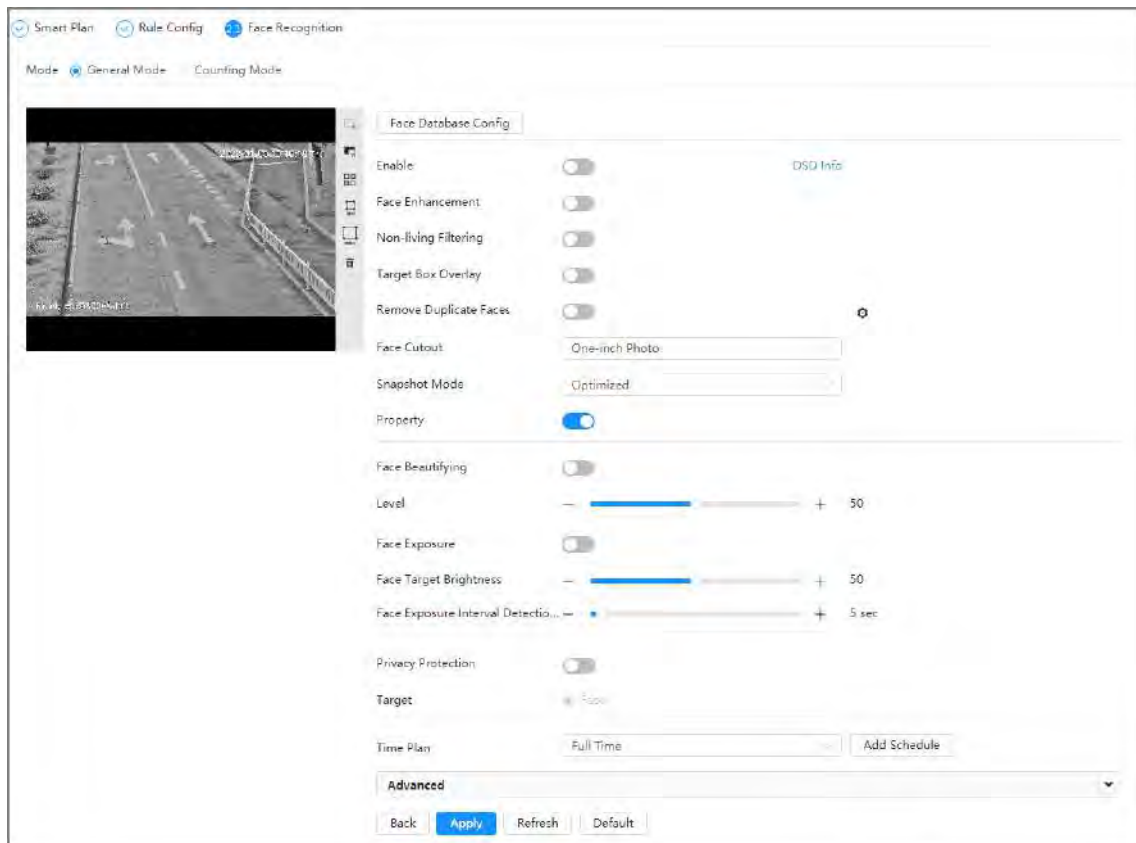 Smart Plan Rule Config Face Recognition
Mode General Mode Counting Mode
Face Database Config
Enable OSD Info
Face Enhancement
Non-living Filtering
Target Box Overlay
Remove Duplicate Faces
Face Cutout One-inch Photo
Snapshot Mode Optimized
Property
Face Beautifying
Level − + 50
Face Exposure
Face Target Brightness − + 50
Face Exposure Interval Detectio... − + 5 sec
Privacy Protection
Target Face
Time Plan Full Time Add Schedule
Advanced
Back Apply Refresh Default